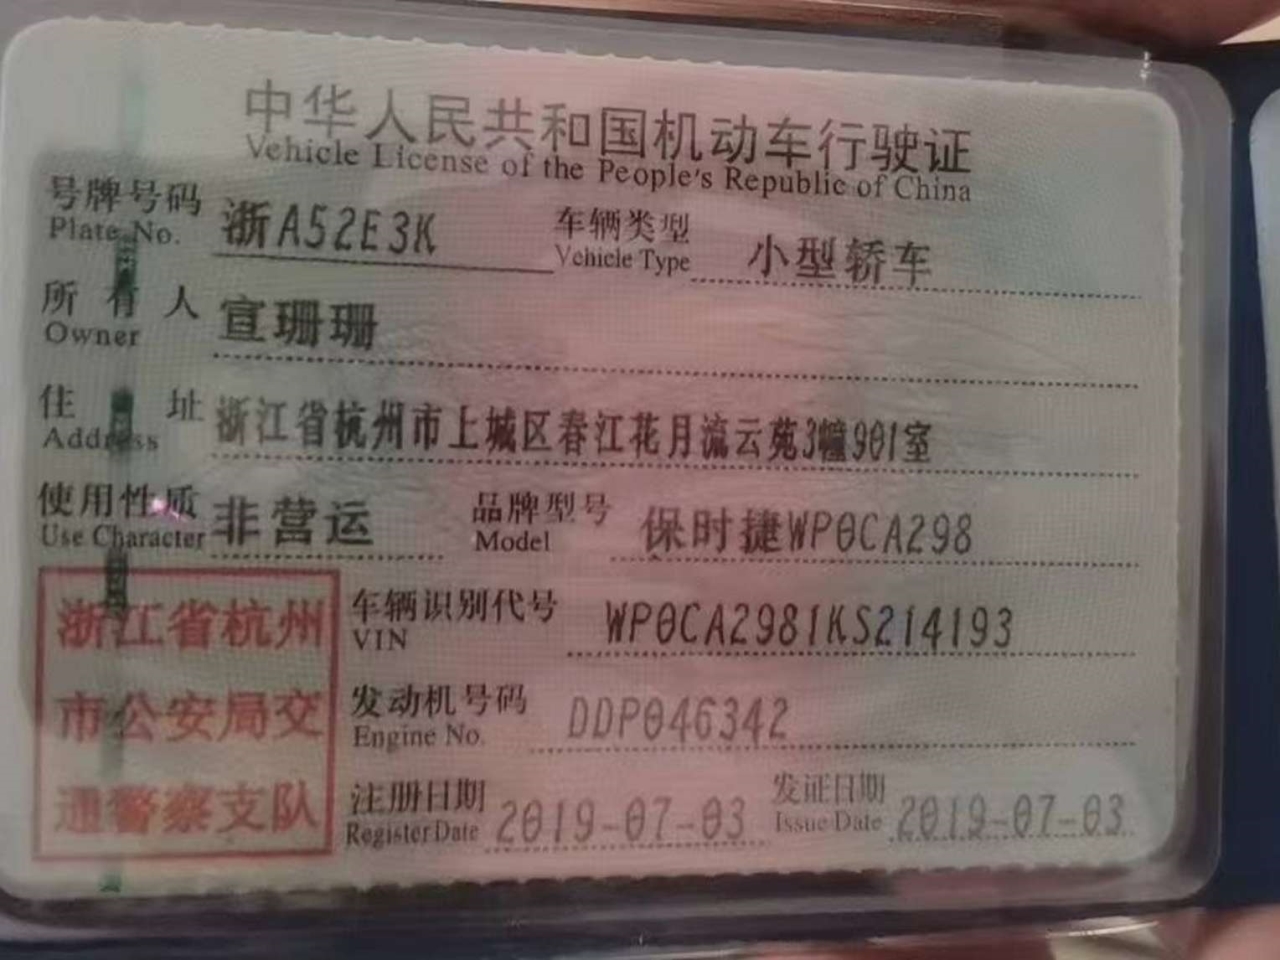 中华人民共和国机动车行驶证
Vehicle License of the People's Republic of China
号牌号码 浙A52E3K 车辆类型 小型轿车
Plate No. Vehicle Type
所有人 宣珊珊
Owner
住址 浙江省杭州市上城区春江花月流云苑3幢901室
Address
使用性质 非营运 品牌型号 保时捷WP0CA298
Use Character Model
浙江省杭州
市公安局交
通警察支队
车辆识别代号 WP0CA2981KS214193
VIN
发动机号码 DDP046342
Engine No.
注册日期 2019-07-03 发证日期 2019-07-03
Register Date Issue Date